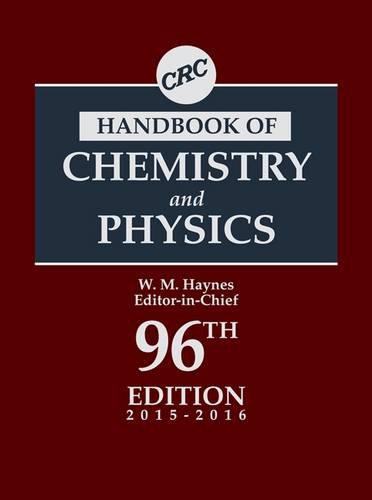 CRC
HANDBOOK OF
CHEMISTRY
and
PHYSICS
W. M. Haynes
Editor-in-Chief
96TH
EDITION
2015-2016